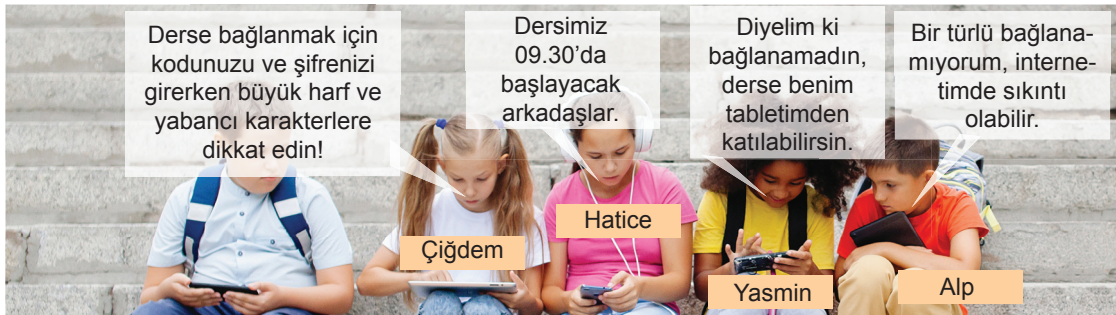 Derse bağlanmak için
kodunuzu ve şifrenizi
girerken büyük harf ve
yabancı karakterlere
dikkat edin!
Dersimiz
09.30’da
başlayacak
arkadaşlar.
Diyelim ki
bağlanamadın,
derse benim
tabletimden
katılabilirsin.
Bir türlü bağlana-
mıyorum, interne-
timde sıkıntı
olabilir.
Çiğdem
Hatice
Yasmin
Alp